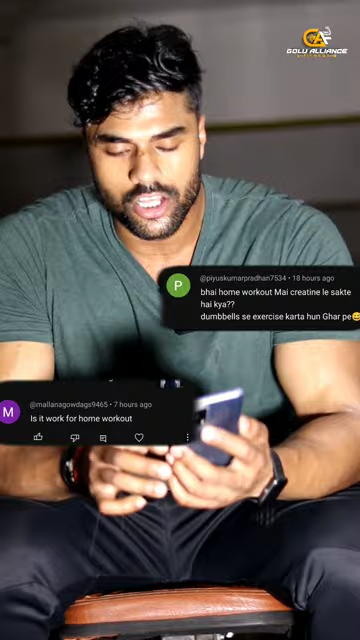 GOLU ALLIANCE
@piyuskumarpradhan7534 • 18 hours ago
P
bhai home workout Mai creatine le sakte
hai kya??
dumbbells se exercise karta hun Ghar pe😅
@mallanagowdags9465 • 7 hours ago
M
Is it work for home workout